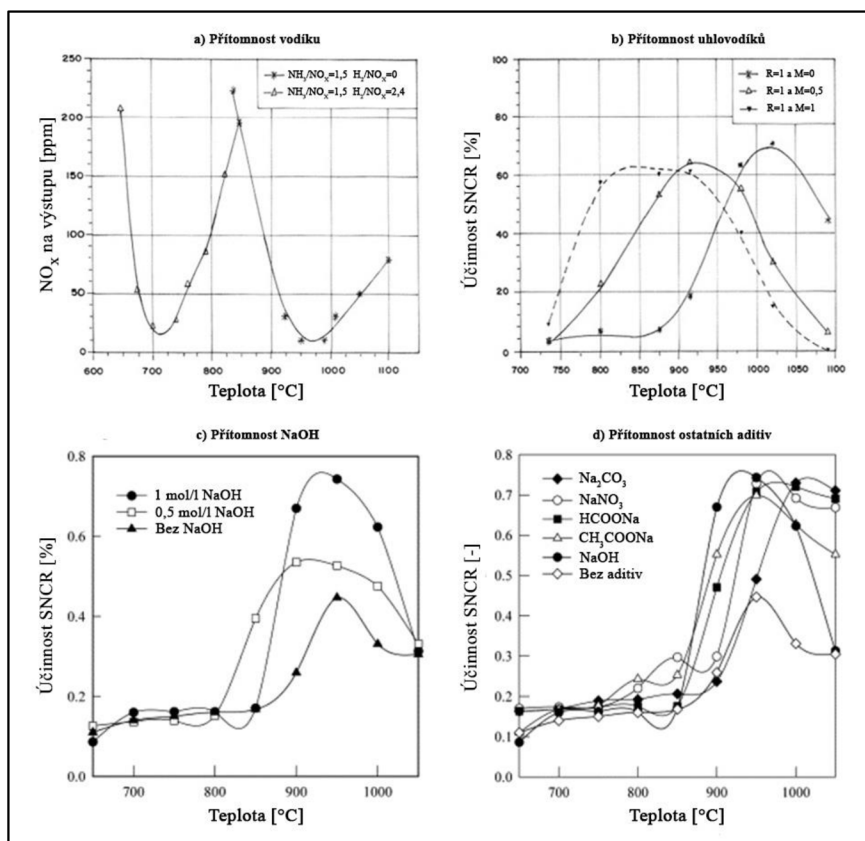 a) Přítomnost vodíku
NOX na výstupu [ppm]
250
200
150
100
50
0
600 700 800 900 1000 1100
Teplota [°C]
NH3/NOX=1,5 H2/NOX=0
NH3/NOX=1,5 H2/NOX=2,4
b) Přítomnost uhlovodíků
Účinnost SNCR [%]
100
80
60
40
20
0
700 750 800 850 900 950 1000 1050 1100
Teplota [°C]
R=1 a M=0
R=1 a M=0,5
R=1 a M=1
c) Přítomnost NaOH
Účinnost SNCR [%]
0.8
0.6
0.4
0.2
0.0
700 800 900 1000
Teplota [°C]
1 mol/l NaOH
0,5 mol/l NaOH
Bez NaOH
d) Přítomnost ostatních aditiv
Účinnost SNCR [-]
0.8
0.7
0.6
0.5
0.4
0.3
0.2
0.1
0.0
700 800 900 1000
Teplota [°C]
Na2CO3
NaNO3
HCOONa
CH3COONa
NaOH
Bez aditiv